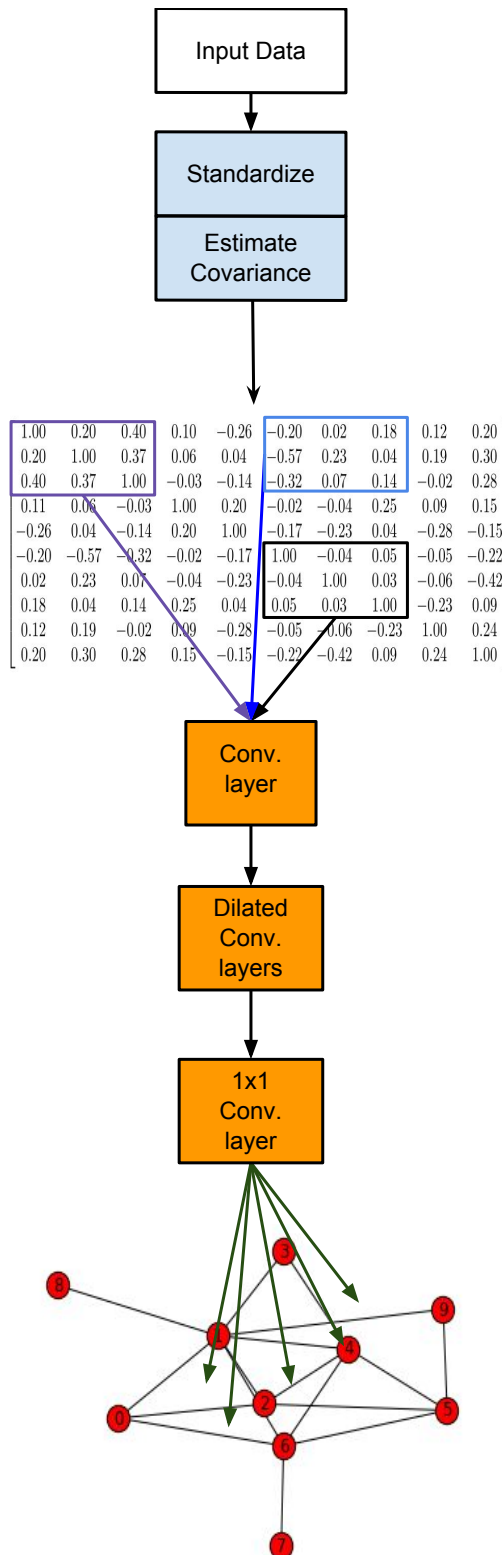 Input Data
Standardize
Estimate
Covariance
1.00 0.20 0.40 0.10 −0.26 −0.20 0.02 0.18 0.12 0.20
0.20 1.00 0.37 0.06 0.04 −0.57 0.23 0.04 0.19 0.30
0.40 0.37 1.00 −0.03 −0.14 −0.32 0.07 0.14 −0.02 0.28
0.11 0.06 −0.03 1.00 0.20 −0.02 −0.04 0.25 0.09 0.15
−0.26 0.04 −0.14 0.20 1.00 −0.17 −0.23 0.04 −0.28 −0.15
−0.20 −0.57 −0.32 −0.02 −0.17 1.00 −0.04 0.05 −0.05 −0.22
0.02 0.23 0.07 −0.04 −0.23 −0.04 1.00 0.03 −0.06 −0.42
0.18 0.04 0.14 0.25 0.04 0.05 0.03 1.00 −0.23 0.09
0.12 0.19 −0.02 0.09 −0.28 −0.05 −0.06 −0.23 1.00 0.24
0.20 0.30 0.28 0.15 −0.15 −0.22 −0.42 0.09 0.24 1.00
Conv.
layer
Dilated
Conv.
layers
1x1
Conv.
layer
3
8
9
1
4
2
0
5
6
7